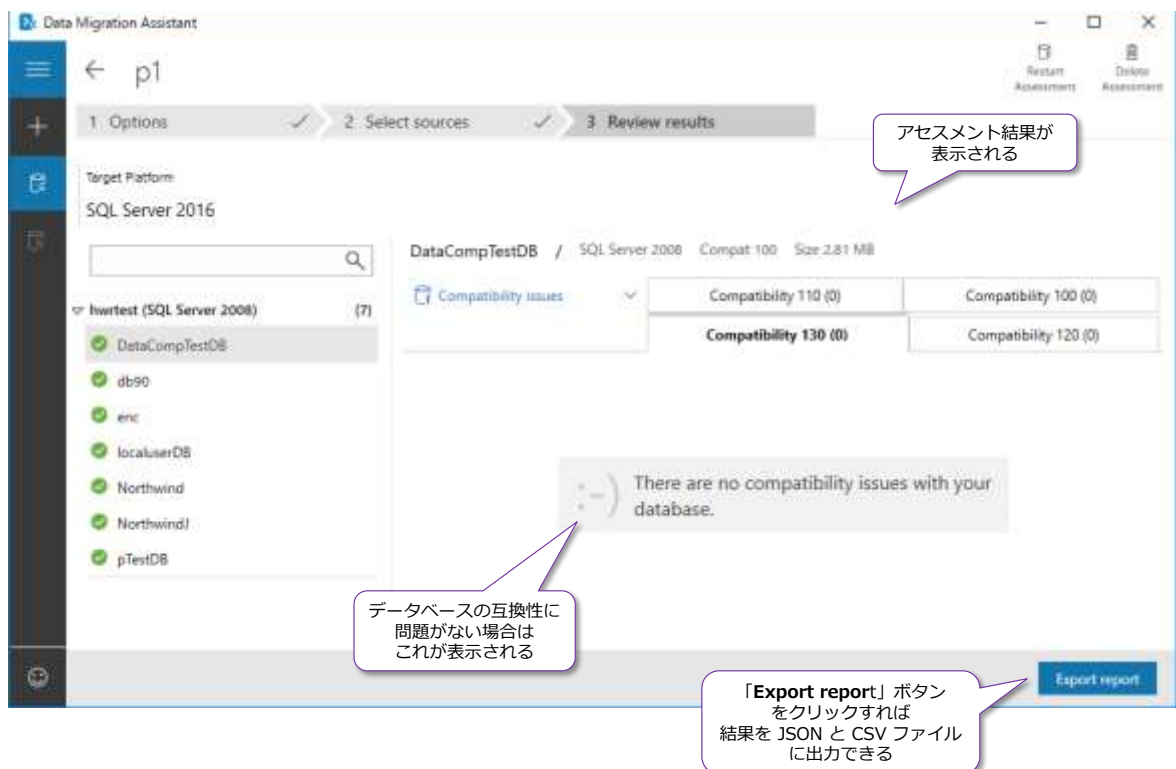 Data Migration Assistant
p1
Restart Assessment
Delete Assessment
1 Options
2 Select sources
3 Review results
アセスメント結果が
表示される
Target Platform
SQL Server 2016
DataCompTestDB / SQL Server 2008 Compat 100 Size 2.81 MB
Compatibility issues
Compatibility 110 (0)
Compatibility 100 (0)
Compatibility 130 (0)
Compatibility 120 (0)
hwrtest (SQL Server 2008) (7)
DataCompTestDB
db90
enc
localuserDB
Northwind
NorthwindJ
pTestDB
:-) There are no compatibility issues with your
database.
データベースの互換性に
問題がない場合は
これが表示される
Export report
「Export report」ボタン
をクリックすれば
結果を JSON と CSV ファイル
に出力できる